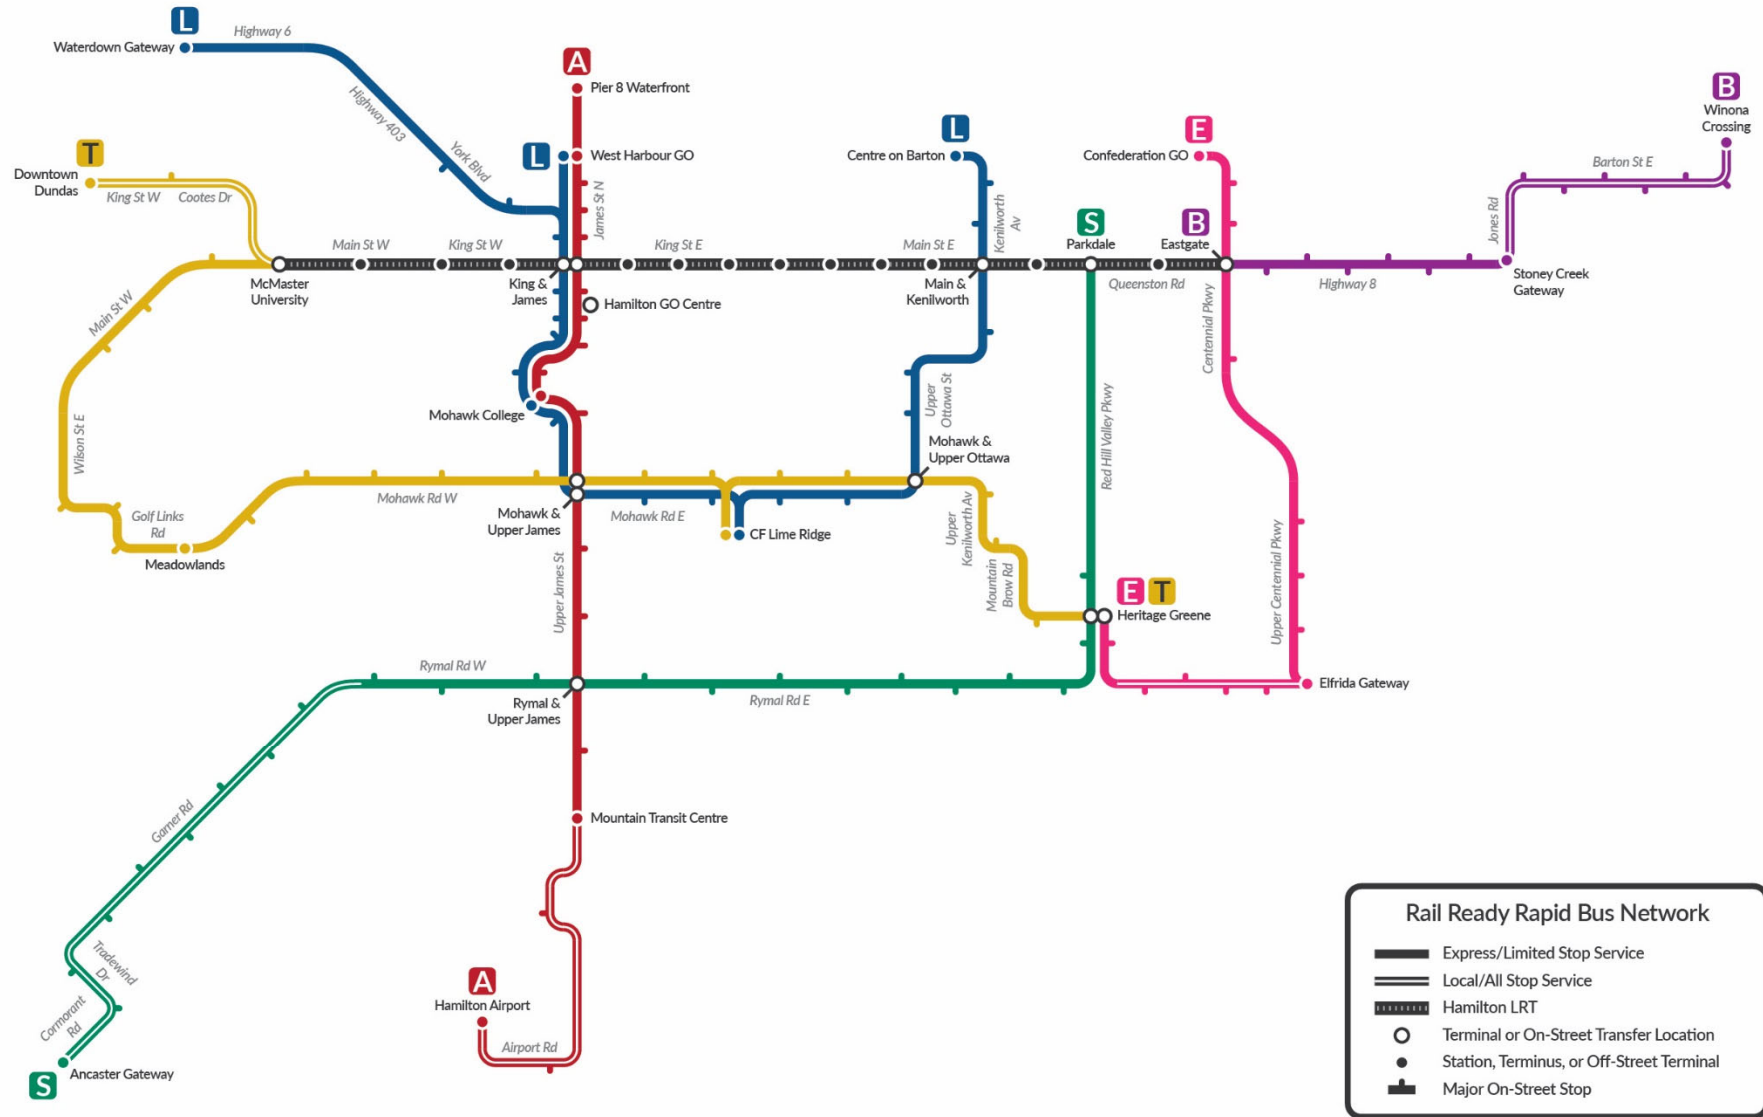 L
Waterdown Gateway
Highway 6
Highway 403
York Blvd
A
Pier 8 Waterfront
L
West Harbour GO
James St N
L
Centre on Barton
Kenilworth
Av
E
Confederation GO
B
Winona
Crossing
Barton St E
Jones Rd
T
Downtown
Dundas
King St W
Cootes Dr
Main St W
King St W
King St E
Main St E
S
Parkdale
B
Eastgate
McMaster
University
King &
James
Hamilton GO Centre
Main &
Kenilworth
Queenston Rd
Highway 8
Stoney Creek
Gateway
Main St W
Centennial Pkwy
Wilson St E
Mohawk College
Upper
Ottawa St
Red Hill Valley Pkwy
Mohawk &
Upper Ottawa
Mohawk Rd W
Golf Links
Rd
Meadowlands
Mohawk &
Upper James
Mohawk Rd E
CF Lime Ridge
Upper
Kenilworth Av
Mountain
Brow Rd
Upper James St
E T
Heritage Greene
Upper Centennial Pkwy
Rymal Rd W
Rymal &
Upper James
Rymal Rd E
Elfrida Gateway
Garner Rd
Mountain Transit Centre
Tradewind
Dr
Cormorant
Rd
S
Ancaster Gateway
A
Hamilton Airport
Airport Rd
Rail Ready Rapid Bus Network
Express/Limited Stop Service
Local/All Stop Service
Hamilton LRT
Terminal or On-Street Transfer Location
Station, Terminus, or Off-Street Terminal
Major On-Street Stop